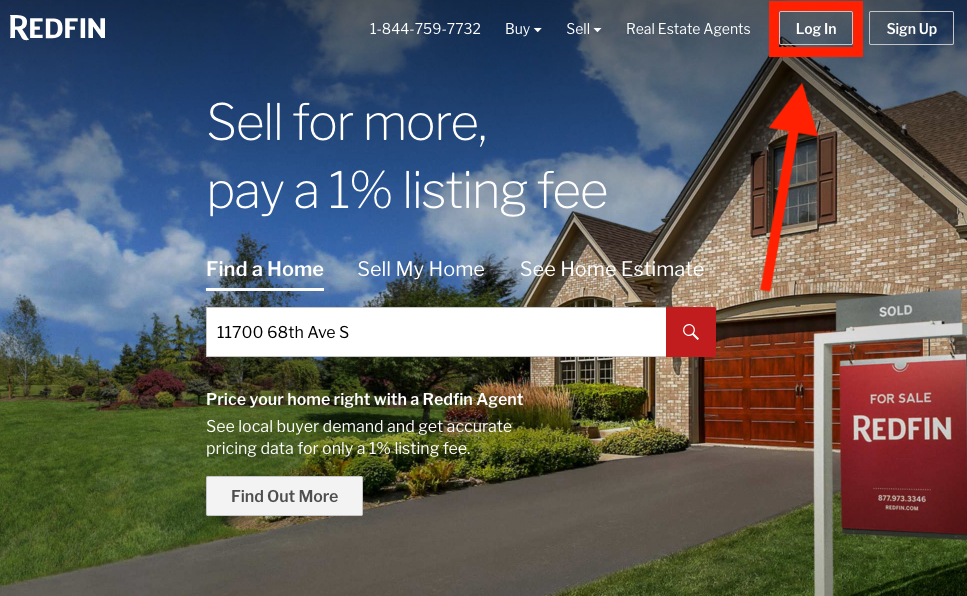 REDFIN
1-844-759-7732 Buy Sell Real Estate Agents Log In Sign Up
Sell for more,
pay a 1% listing fee
Find a Home Sell My Home See Home Estimate
11700 68th Ave S
Price your home right with a Redfin Agent
See local buyer demand and get accurate
pricing data for only a 1% listing fee.
Find Out More
SOLD
FOR SALE
REDFIN
877.973.3346
REDFIN.COM